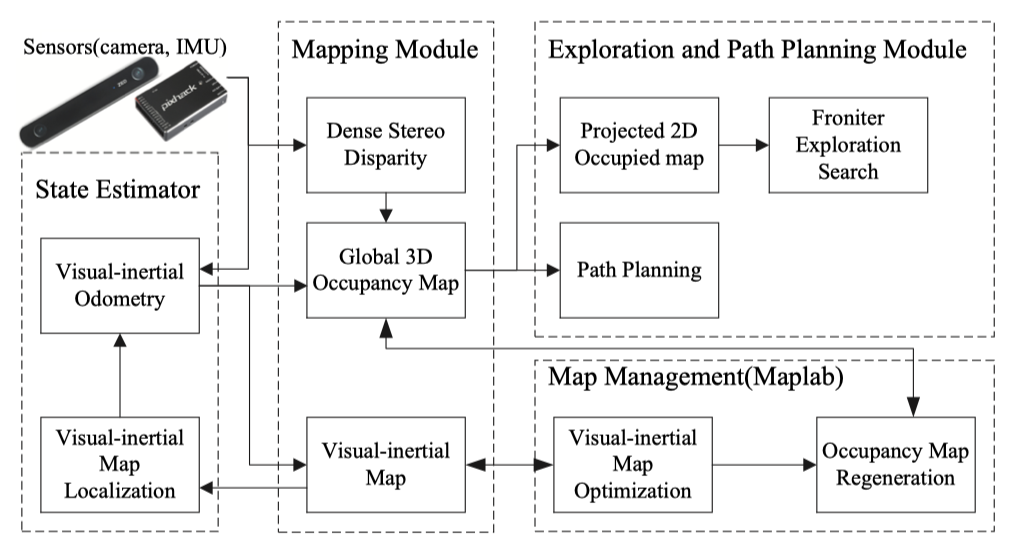 Sensors(camera, IMU)
pixhack
State Estimator
Visual-inertial
Odometry
Visual-inertial
Map
Localization
Mapping Module
Dense Stereo
Disparity
Global 3D
Occupancy Map
Visual-inertial
Map
Exploration and Path Planning Module
Projected 2D
Occupied map
Froniter
Exploration
Search
Path Planning
Map Management(Maplab)
Visual-inertial
Map
Optimization
Occupancy Map
Regeneration